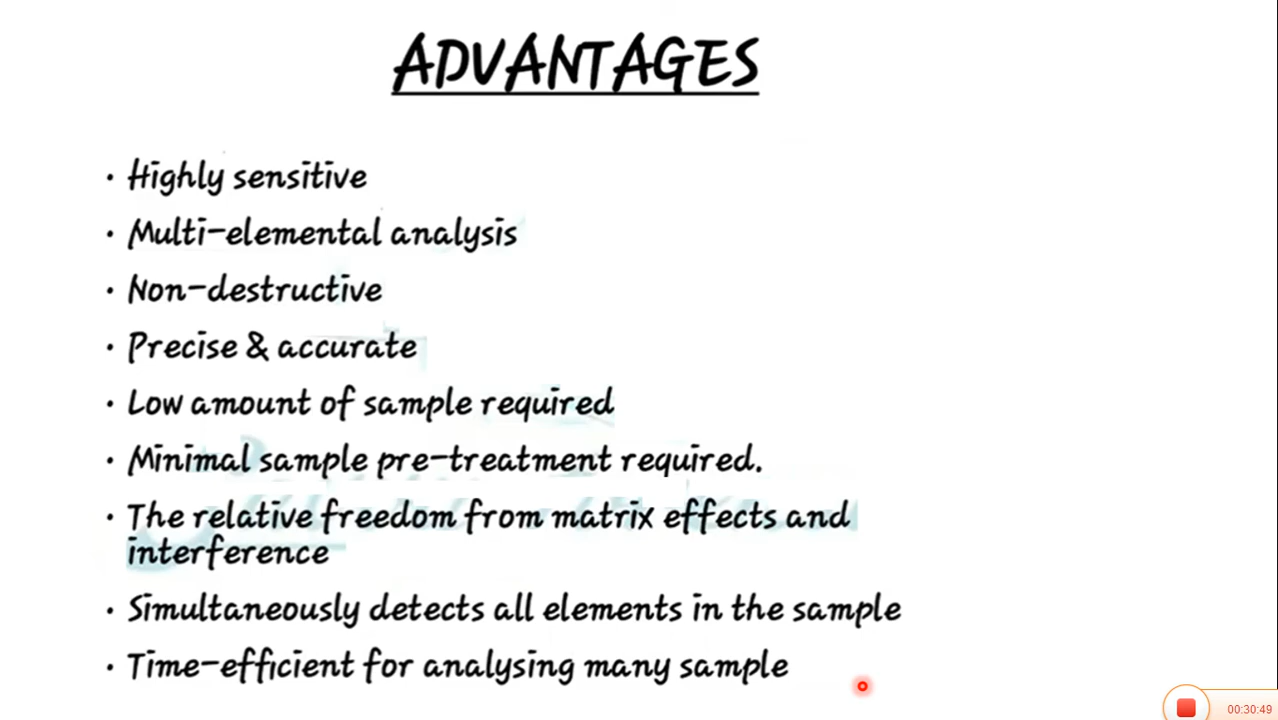 ADVANTAGES
• Highly sensitive
• Multi-elemental analysis
• Non-destructive
• Precise & accurate
• Low amount of sample required
• Minimal sample pre-treatment required.
• The relative freedom from matrix effects and
interference
• Simultaneously detects all elements in the sample
• Time-efficient for analysing many sample
00:30:49